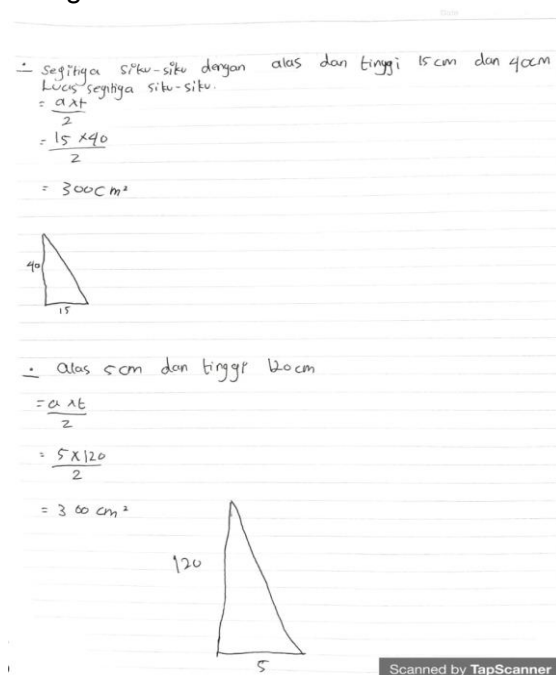 ÷ segitiga siku-siku dengan alas dan tinggi 15 cm dan 40cm
Luas segitiga siku-siku.
= a x t
2
= 15 x 40
2
= 300 cm²
40
15
÷ alas 5 cm dan tinggi 120 cm
= a x t
2
= 5 x 120
2
= 300 cm²
120
5
Scanned by TapScanner